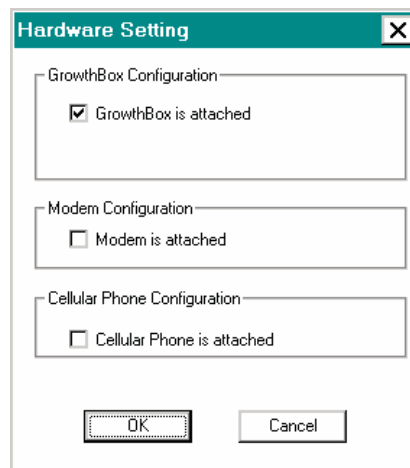 Hardware Setting
GrowthBox Configuration
GrowthBox is attached
Modem Configuration
Modem is attached
Cellular Phone Configuration
Cellular Phone is attached
OK Cancel